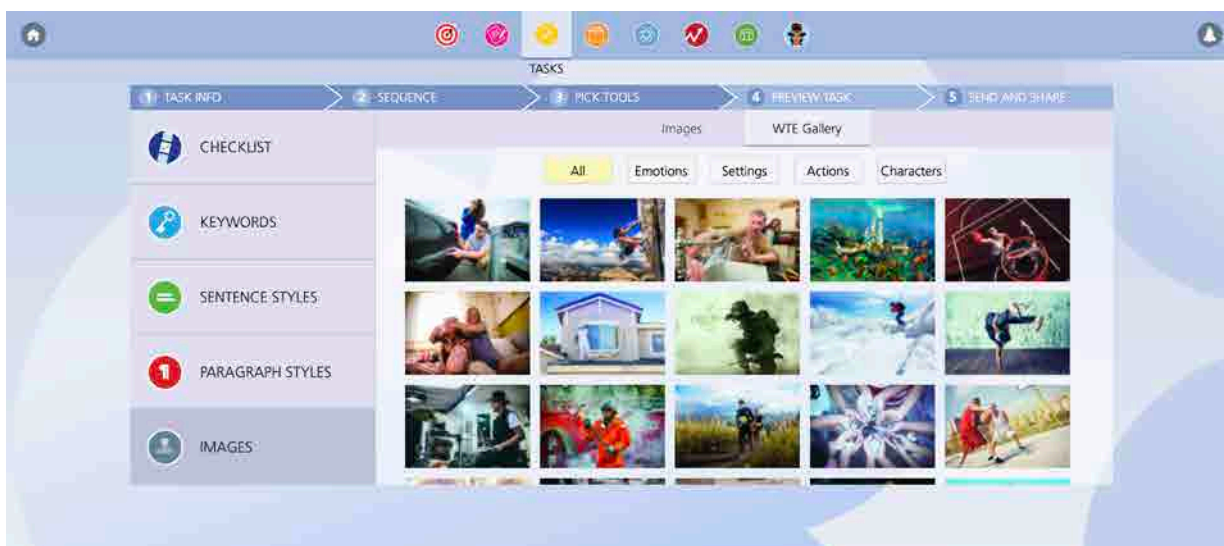 TASKS
1 TASK INFO
2 SEQUENCE
3 PICK TOOLS
4 PREVIEW TASK
5 SEND AND SHARE
CHECKLIST
KEYWORDS
SENTENCE STYLES
1 PARAGRAPH STYLES
IMAGES
Images WTE Gallery
All Emotions Settings Actions Characters